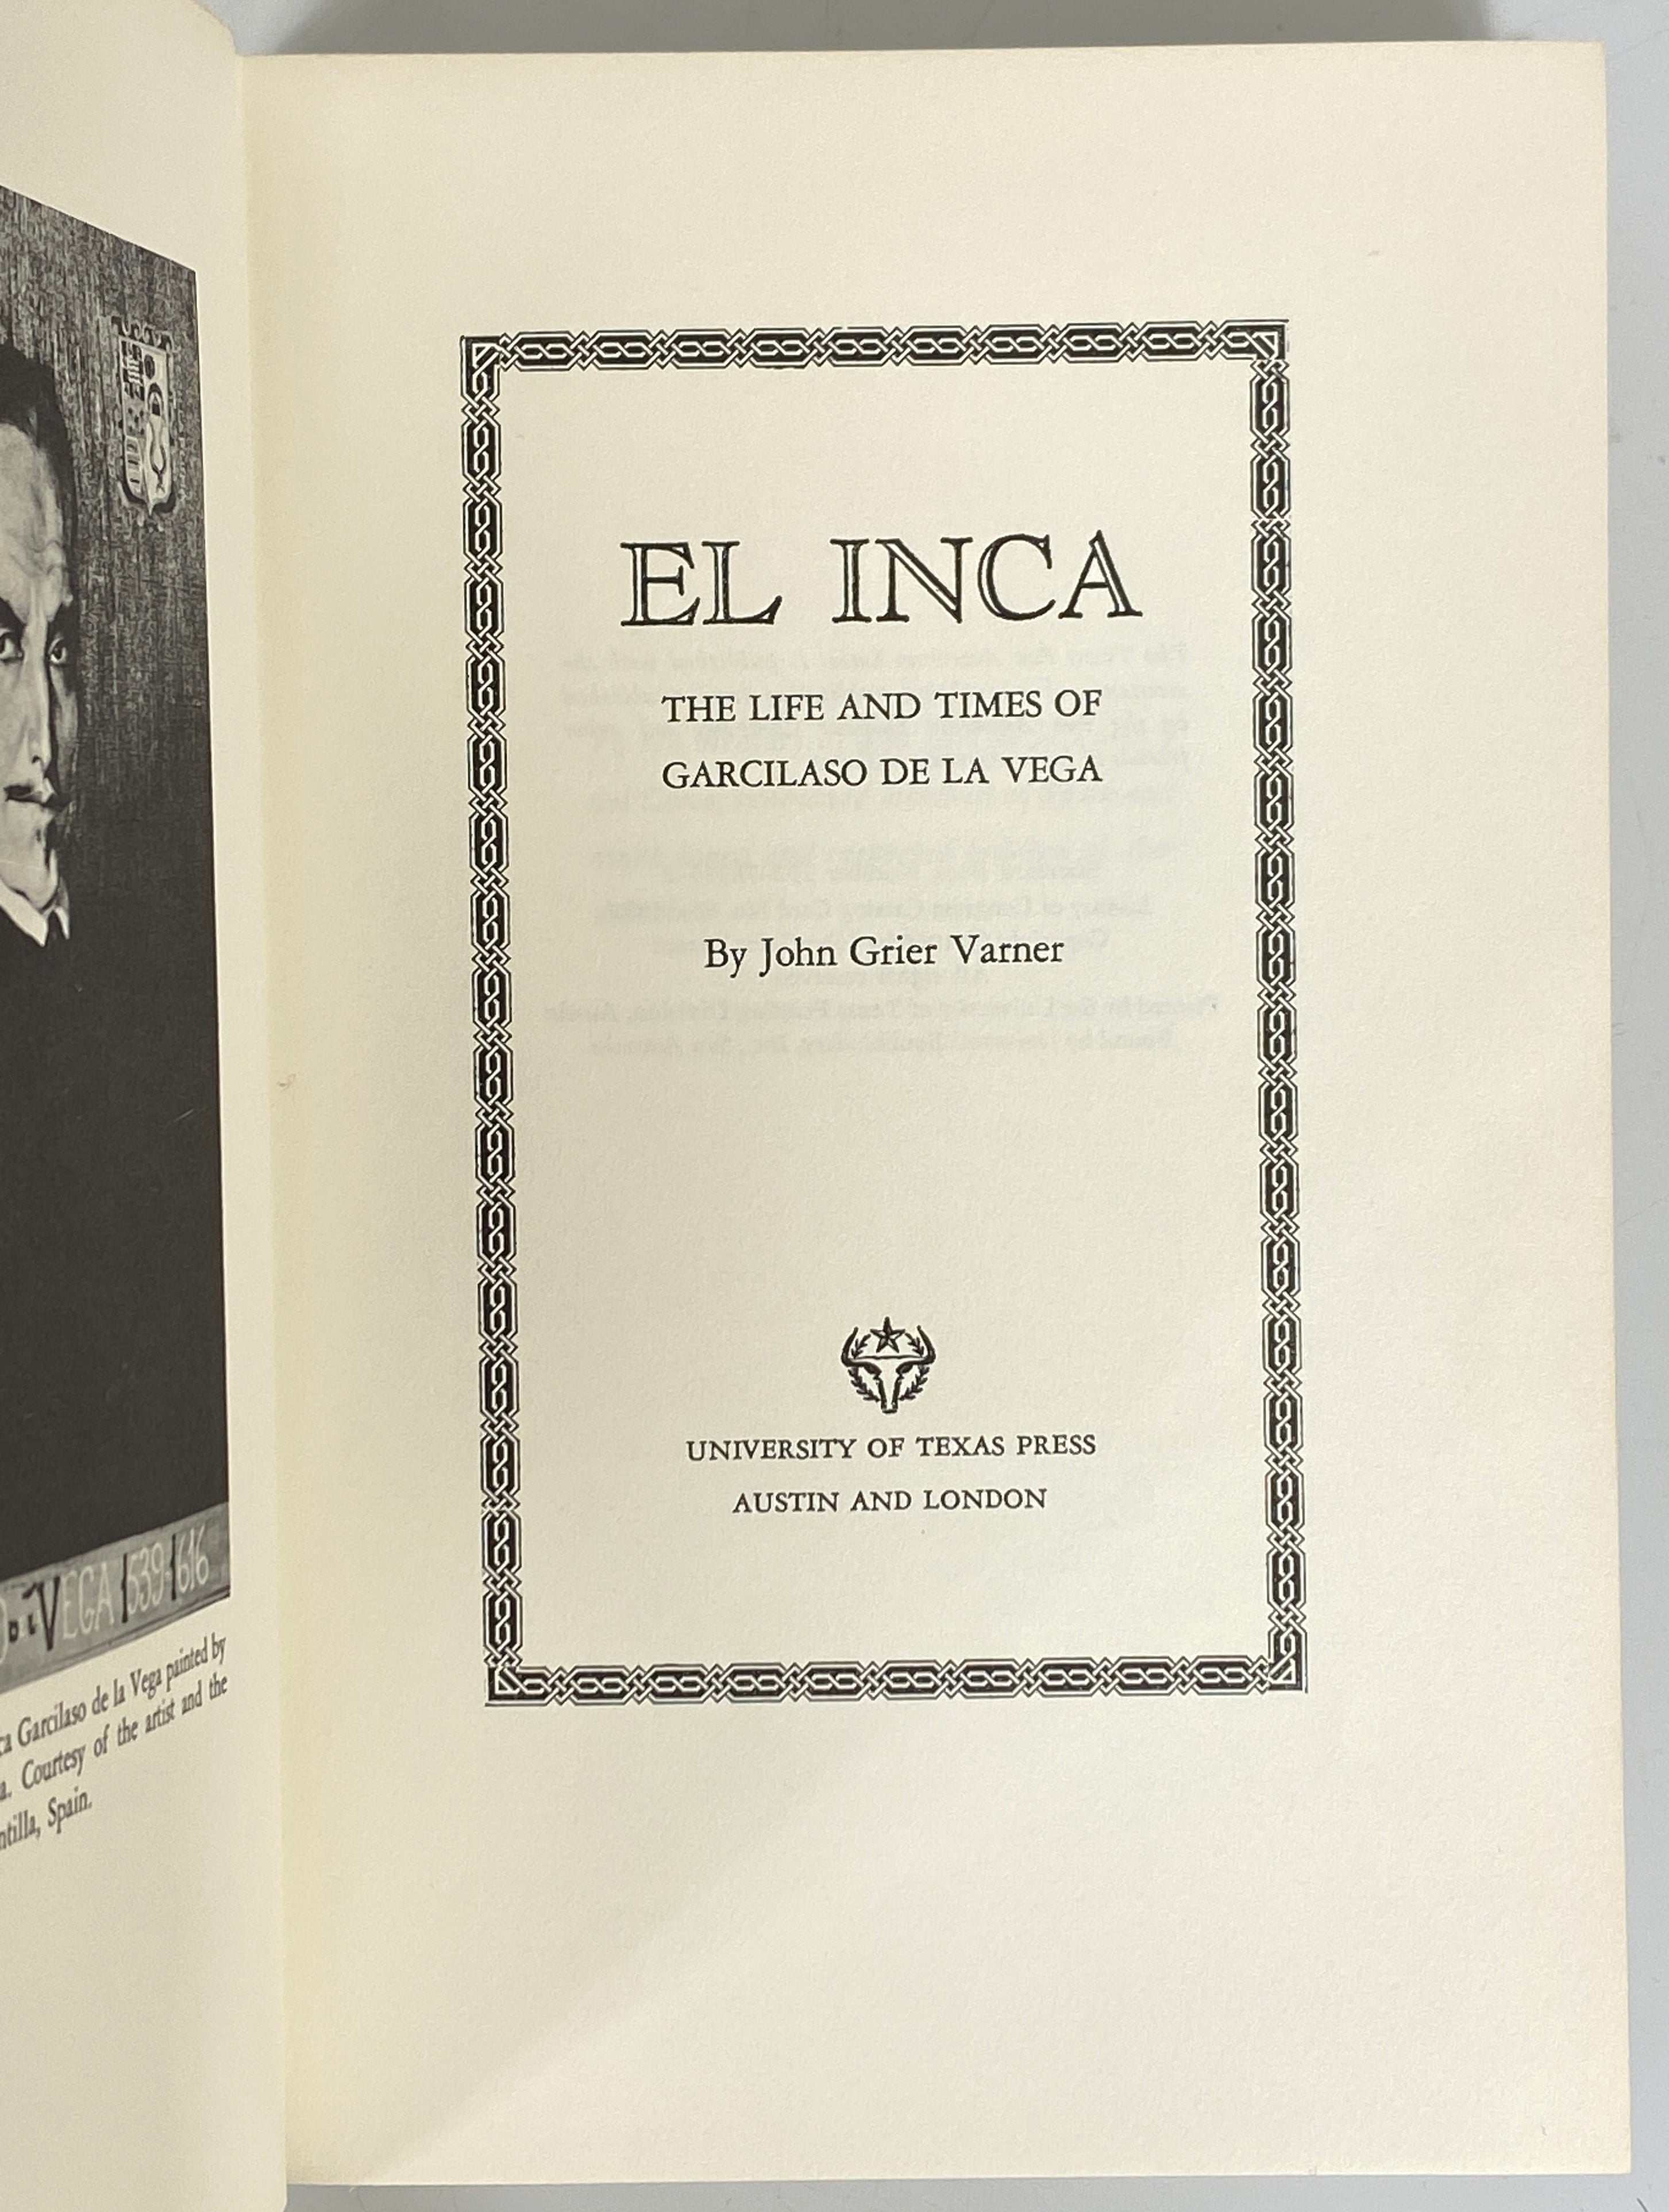 DE LA VEGA 1539-1616
Garcilaso de la Vega painted by
Courtesy of the artist and the
Spain.
EL INCA
THE LIFE AND TIMES OF
GARCILASO DE LA VEGA
By John Grier Varner
UNIVERSITY OF TEXAS PRESS
AUSTIN AND LONDON